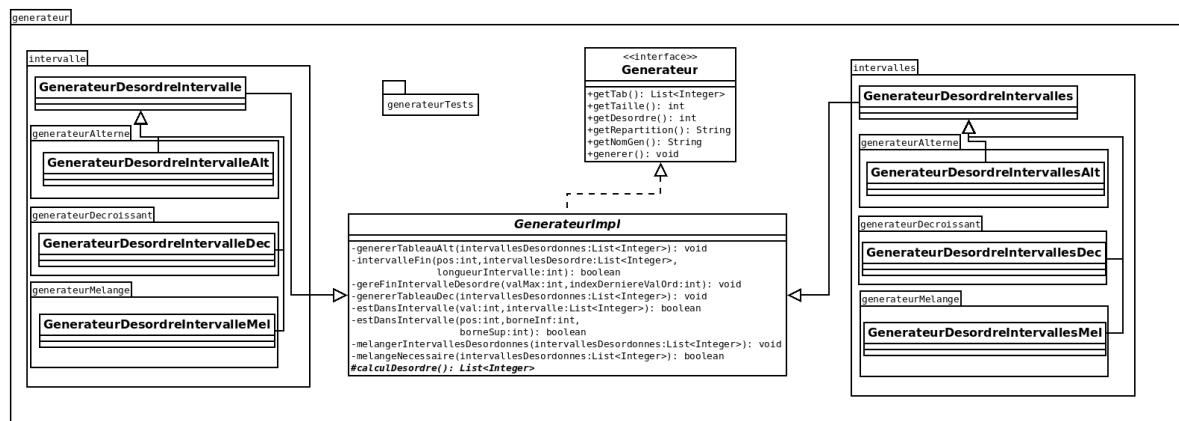 generateur
intervalle
GenerateurDesordreIntervalle
generateurAlterne
GenerateurDesordreIntervalleAlt
generateurDecroissant
GenerateurDesordreIntervalleDec
generateurMelange
GenerateurDesordreIntervalleMel
generateurTests
<<interface>>
Generateur
+getTab(): List<Integer>
+getTaille(): int
+getDesordre(): int
+getRepartition(): String
+getNomGen(): String
+generer(): void
GenerateurImpl
-genererTableauAlt(intervallesDesordonnes:List<Integer>): void
-intervalleFin(pos:int,intervallesDesordre:List<Integer>,
longueurIntervalle:int): boolean
-gereFinIntervalleDesordre(valMax:int,indexDerniereValOrd:int): void
-genererTableauDec(intervallesDesordonnes:List<Integer>): void
-estDansIntervalle(val:int,intervalle:List<Integer>): boolean
-estDansIntervalle(pos:int,borneInf:int,
borneSup:int): boolean
-melangerIntervallesDesordonnes(intervallesDesordonnes:List<Integer>): void
-melangeNecessaire(intervallesDesordonnes:List<Integer>): boolean
#calculDesordre(): List<Integer>
intervalles
GenerateurDesordreIntervalles
generateurAlterne
GenerateurDesordreIntervallesAlt
generateurDecroissant
GenerateurDesordreIntervallesDec
generateurMelange
GenerateurDesordreIntervallesMel